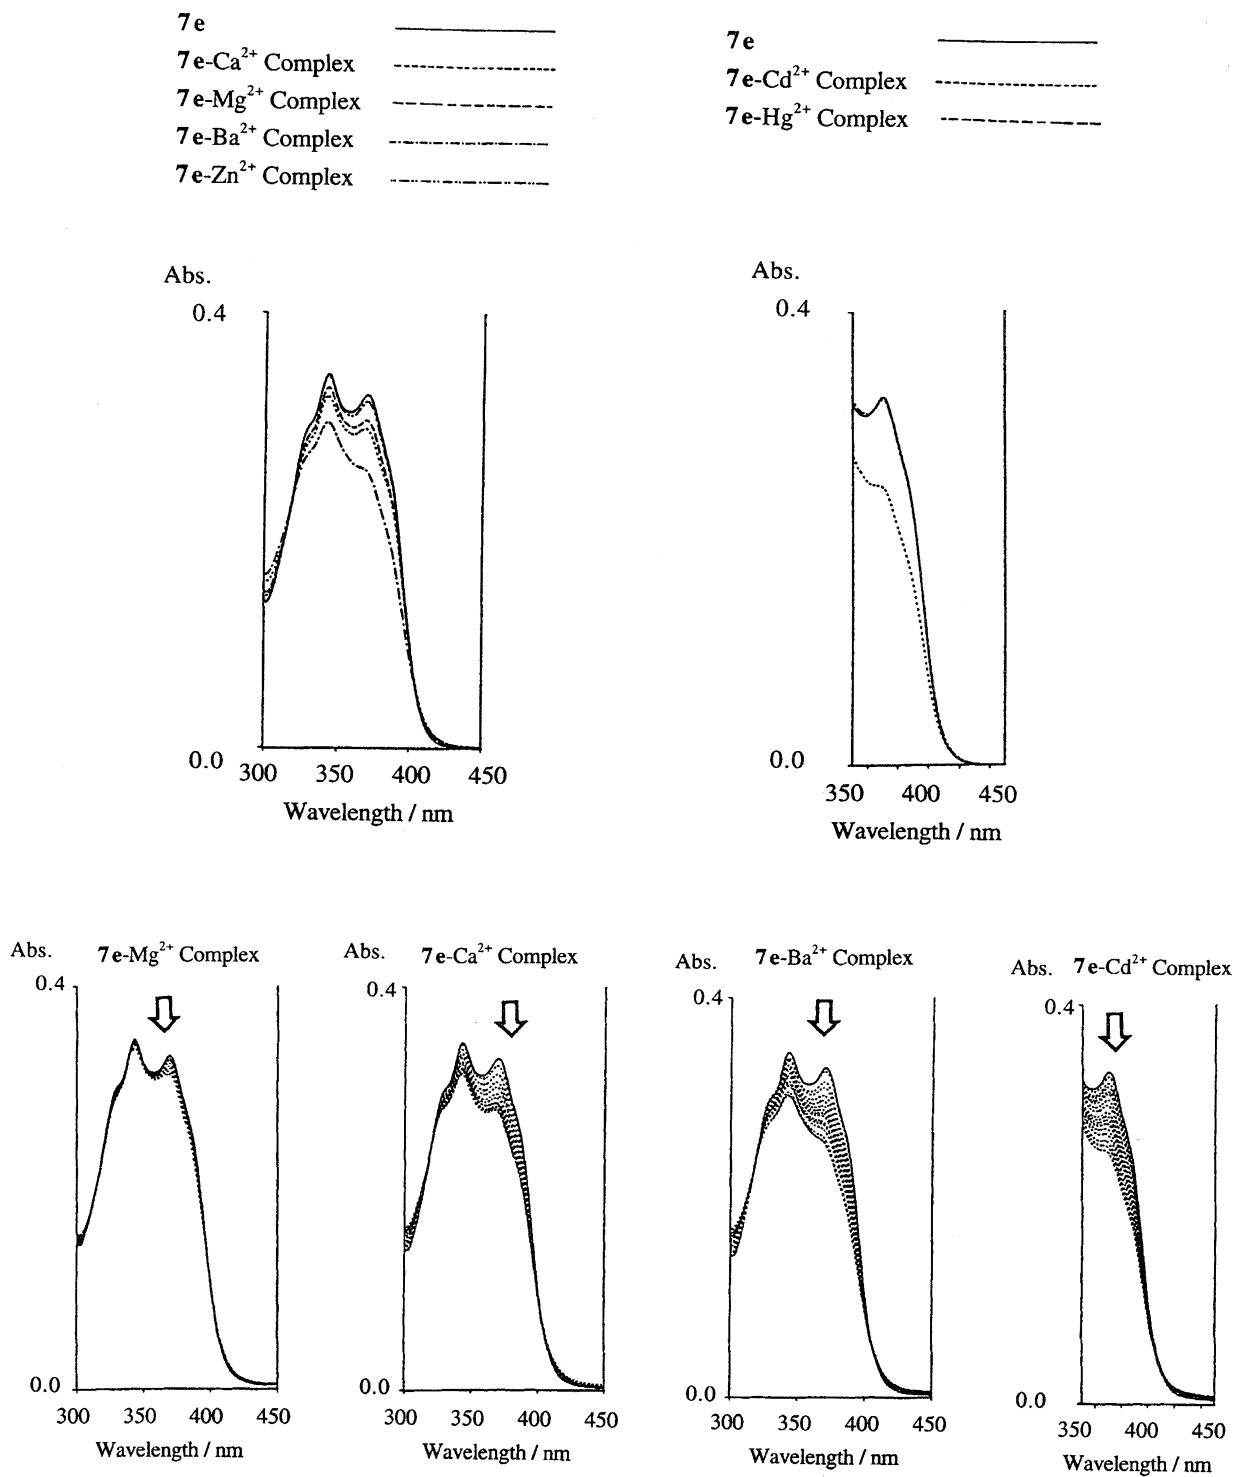 7e
7e-Ca²⁺ Complex
7e-Mg²⁺ Complex
7e-Ba²⁺ Complex
7e-Zn²⁺ Complex
7e
7e-Cd²⁺ Complex
7e-Hg²⁺ Complex
Abs.
0.4
0.0
300 350 400 450
Wavelength / nm
Abs.
0.4
0.0
350 400 450
Wavelength / nm
Abs. 7e-Mg²⁺ Complex
0.4
0.0
300 350 400 450
Wavelength / nm
Abs. 7e-Ca²⁺ Complex
0.4
0.0
300 350 400 450
Wavelength / nm
Abs. 7e-Ba²⁺ Complex
0.4
0.0
300 350 400 450
Wavelength / nm
Abs. 7e-Cd²⁺ Complex
0.4
0.0
350 400 450
Wavelength / nm